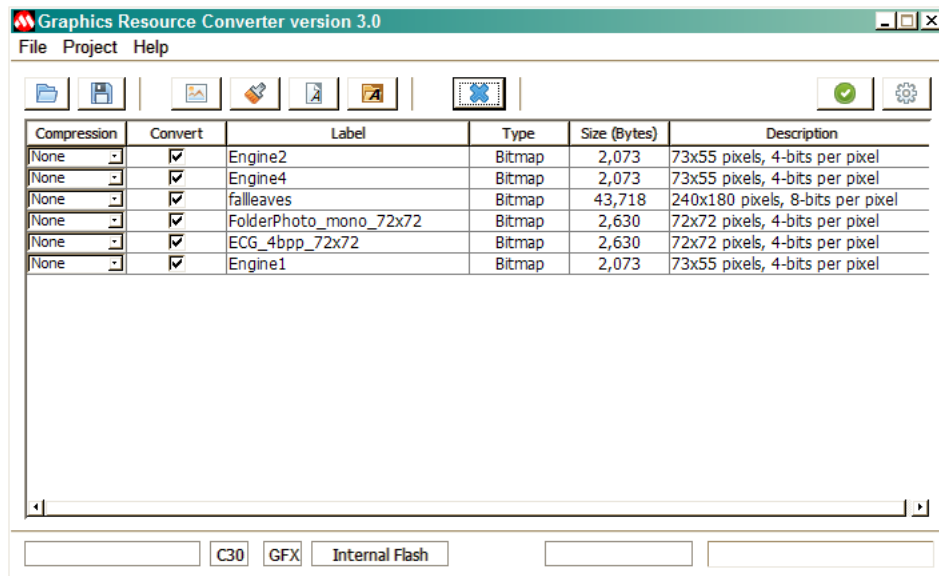 Graphics Resource Converter version 3.0
File Project Help
Compression Convert Label Type Size (Bytes) Description
None Engine2 Bitmap 2,073 73x55 pixels, 4-bits per pixel
None Engine4 Bitmap 2,073 73x55 pixels, 4-bits per pixel
None fallleaves Bitmap 43,718 240x180 pixels, 8-bits per pixel
None FolderPhoto_mono_72x72 Bitmap 2,630 72x72 pixels, 4-bits per pixel
None ECG_4bpp_72x72 Bitmap 2,630 72x72 pixels, 4-bits per pixel
None Engine1 Bitmap 2,073 73x55 pixels, 4-bits per pixel
C30 GFX Internal Flash